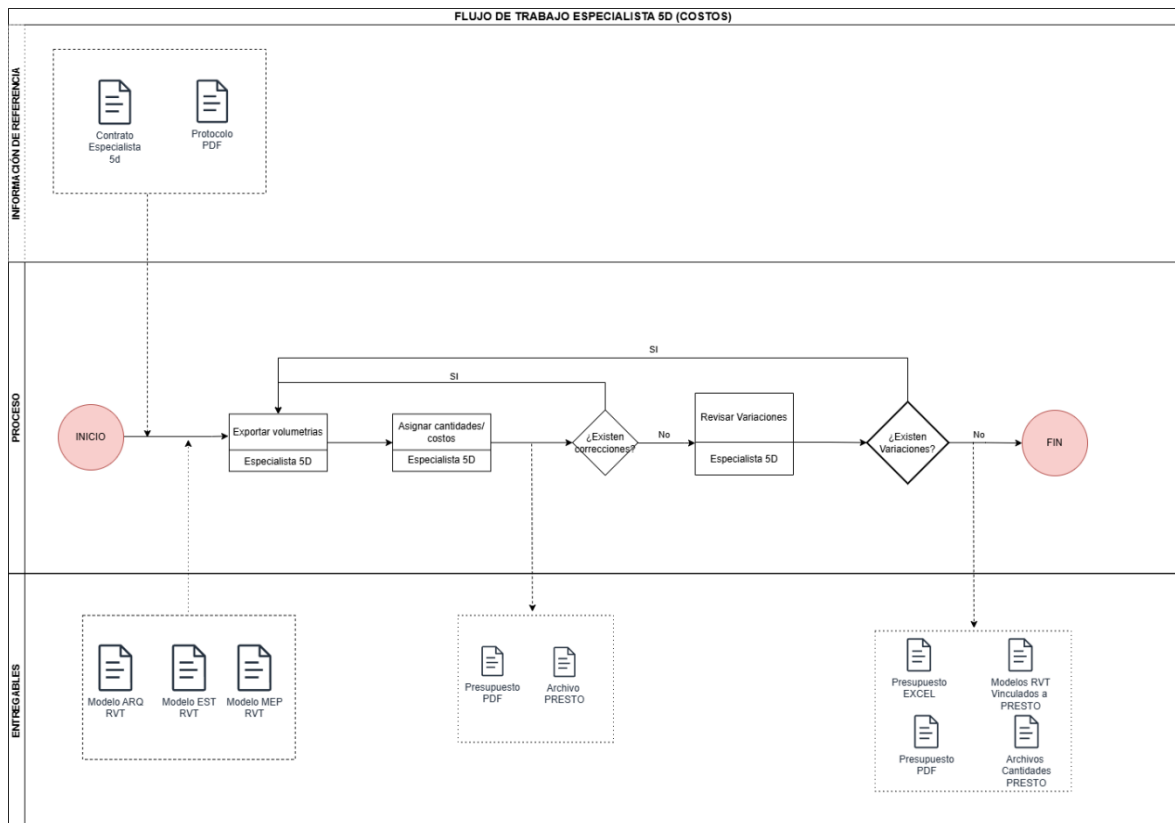 FLUJO DE TRABAJO ESPECIALISTA 5D (COSTOS)
INFORMACIÓN DE REFERENCIA
Contrato
Especialista
5d
Protocolo
PDF
PROCESO
SI
SI
INICIO
Exportar volumetrias
Especialista 5D
Asignar cantidades/
costos
Especialista 5D
¿Existen
correcciones?
No
Revisar Variaciones
Especialista 5D
¿Existen
Variaciones?
No
FIN
ENTREGABLES
Modelo ARQ
RVT
Modelo EST
RVT
Modelo MEP
RVT
Presupuesto
PDF
Archivo
PRESTO
Presupuesto
EXCEL
Modelos RVT
Vinculados a
PRESTO
Presupuesto
PDF
Archivos
Cantidades
PRESTO